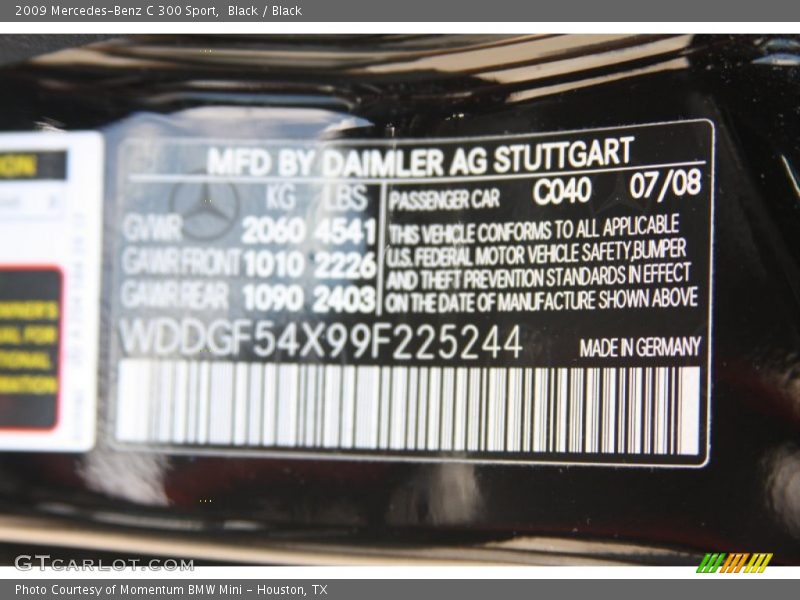 2009 Mercedes-Benz C 300 Sport, Black / Black
MFD BY DAIMLER AG STUTTGART
KG LBS
GVWR 2060 4541
GAWR FRONT 1010 2226
GAWR REAR 1090 2403
PASSENGER CAR C040 07/08
THIS VEHICLE CONFORMS TO ALL APPLICABLE
U.S. FEDERAL MOTOR VEHICLE SAFETY,BUMPER
AND THEFT PREVENTION STANDARDS IN EFFECT
ON THE DATE OF MANUFACTURE SHOWN ABOVE
WDDGF54X99F225244
MADE IN GERMANY
GTCARLOT.COM
Photo Courtesy of Momentum BMW Mini - Houston, TX